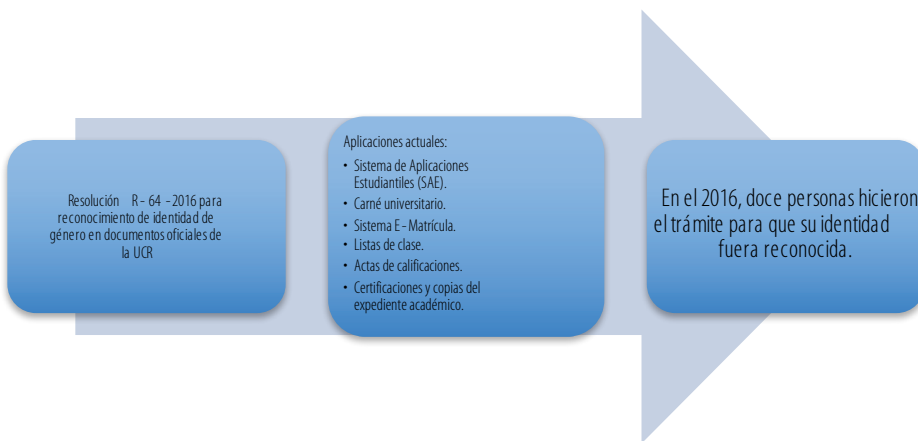 Resolución R - 64 - 2016 para
reconocimiento de identidad de
género en documentos oficiales de
la UCR
Aplicaciones actuales:
• Sistema de Aplicaciones
Estudiantiles (SAE).
• Carné universitario.
• Sistema E - Matrícula.
• Listas de clase.
• Actas de calificaciones.
• Certificaciones y copias del
expediente académico.
En el 2016, doce personas hicieron
el trámite para que su identidad
fuera reconocida.